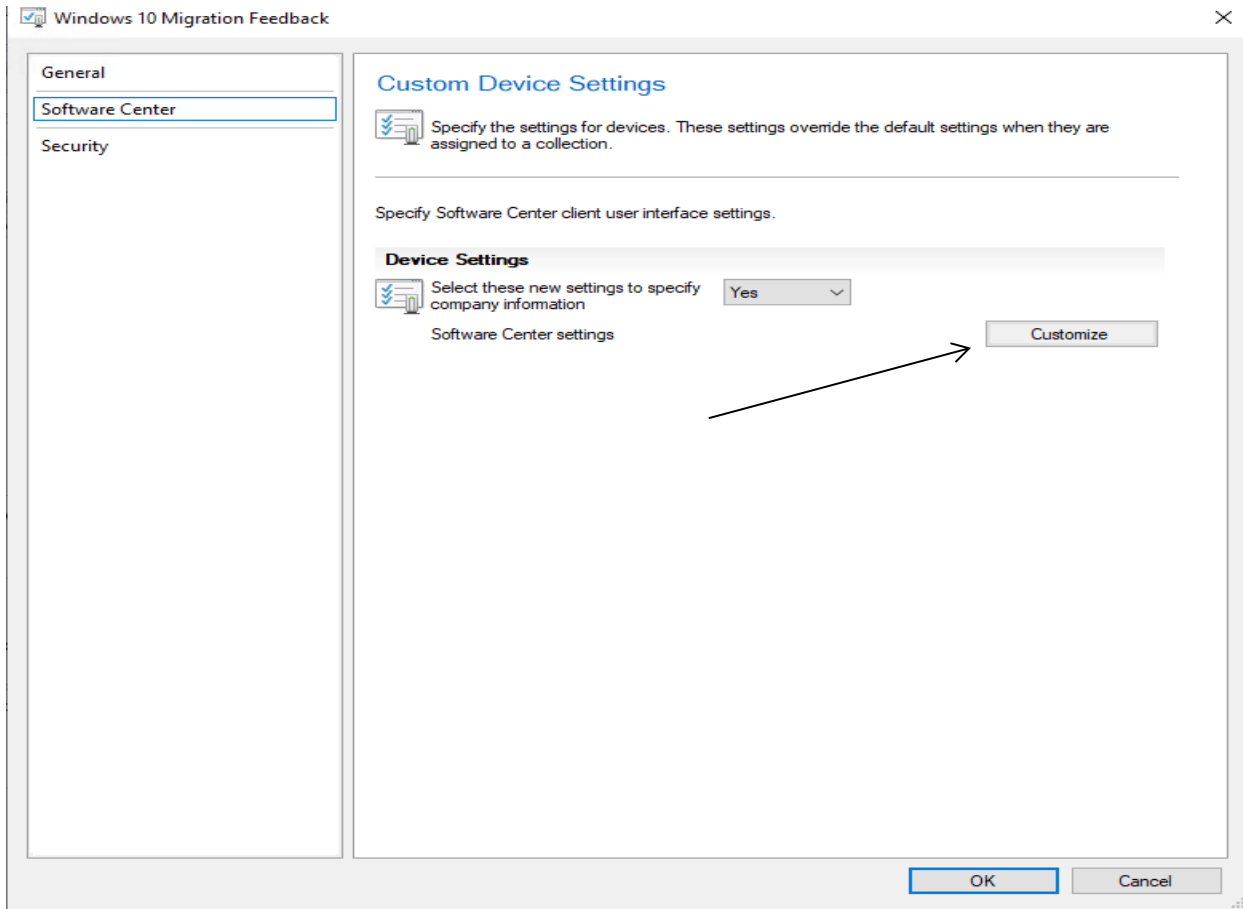 Windows 10 Migration Feedback
General
Software Center
Security
Custom Device Settings
Specify the settings for devices. These settings override the default settings when they are
assigned to a collection.
Specify Software Center client user interface settings.
Device Settings
Select these new settings to specify
company information
Yes
Software Center settings
Customize
OK
Cancel